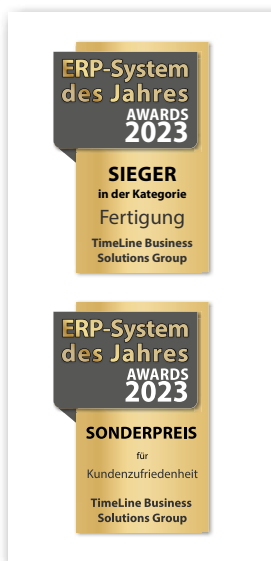 ERP-System
des Jahres
AWARDS
2023
SIEGER
in der Kategorie
Fertigung
TimeLine Business
Solutions Group
ERP-System
des Jahres
AWARDS
2023
SONDERPREIS
für
Kundenzufriedenheit
TimeLine Business
Solutions Group